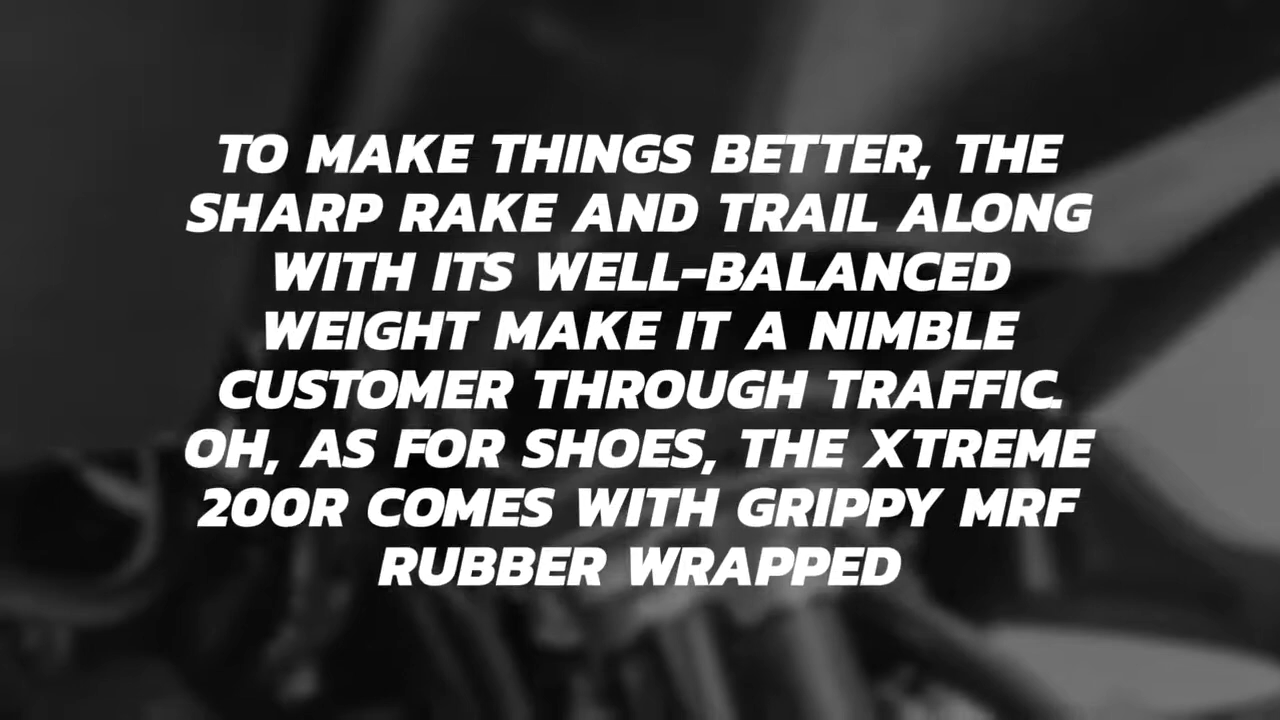 TO MAKE THINGS BETTER, THE
SHARP RAKE AND TRAIL ALONG
WITH ITS WELL-BALANCED
WEIGHT MAKE IT A NIMBLE
CUSTOMER THROUGH TRAFFIC.
OH, AS FOR SHOES, THE XTREME
200R COMES WITH GRIPPY MRF
RUBBER WRAPPED